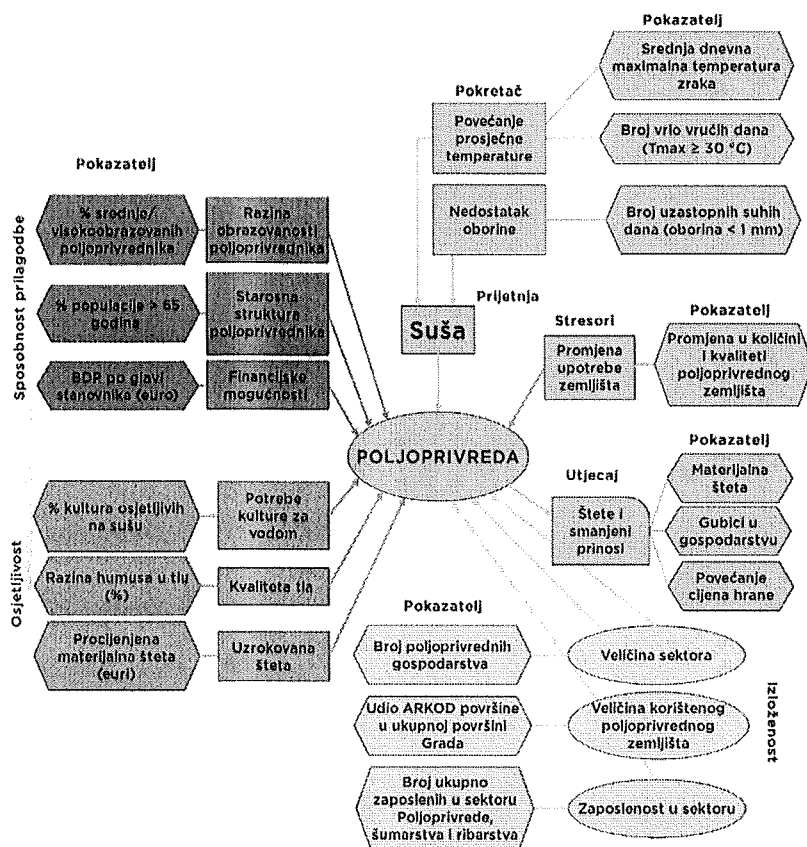 Pokazatelj
Srednja dnevna
maximalna temperatura
zraka
Pokretač
Povećanje
prosječne
temperature
Broj vrlo vrućih dana
(Tmax ≥ 30 °C)
Nedostatak
oborine
Broj uzastopnih suhih
dana (oborina < 1 mm)
Prijetnja
Suša
Pokazatelj
Sposobnost prilagodbe
% srednje/
visokoobrazovanih
poljoprivrednika
Razina
obrazovanosti
poljoprivrednika
% populacije > 65
godina
Starosna
struktura
poljoprivrednika
BDP po glavi
stanovnika (euro)
Financijske
mogućnosti
Stresori
Promjena
upotrebe
zemljišta
Pokazatelj
Promjena u količini
i kvaliteti
poljoprivrednog
zemljišta
POLJOPRIVREDA
Osjetljivost
% kultura osjetljivih
na sušu
Potrebe
kulture za
vodom
Razina humusa u tlu
(%)
Kvaliteta tla
Procijenjena
materijalna šteta
(euri)
Uzrokovana
šteta
Utjecaj
Štete i
smanjeni
prinosi
Pokazatelj
Materijalna
šteta
Gubici u
gospodarstvu
Povećanje
cijena hrane
Pokazatelj
Broj poljoprivrednih
gospodarstva
Veličina sektora
Udio ARKOD površine
u ukupnoj površini
Grada
Veličina korištenog
poljoprivrednog
zemljišta
Broj ukupno
zaposlenih u sektoru
Poljoprivrede,
šumarstva i ribarstva
Zaposlenost u sektoru
Izloženost